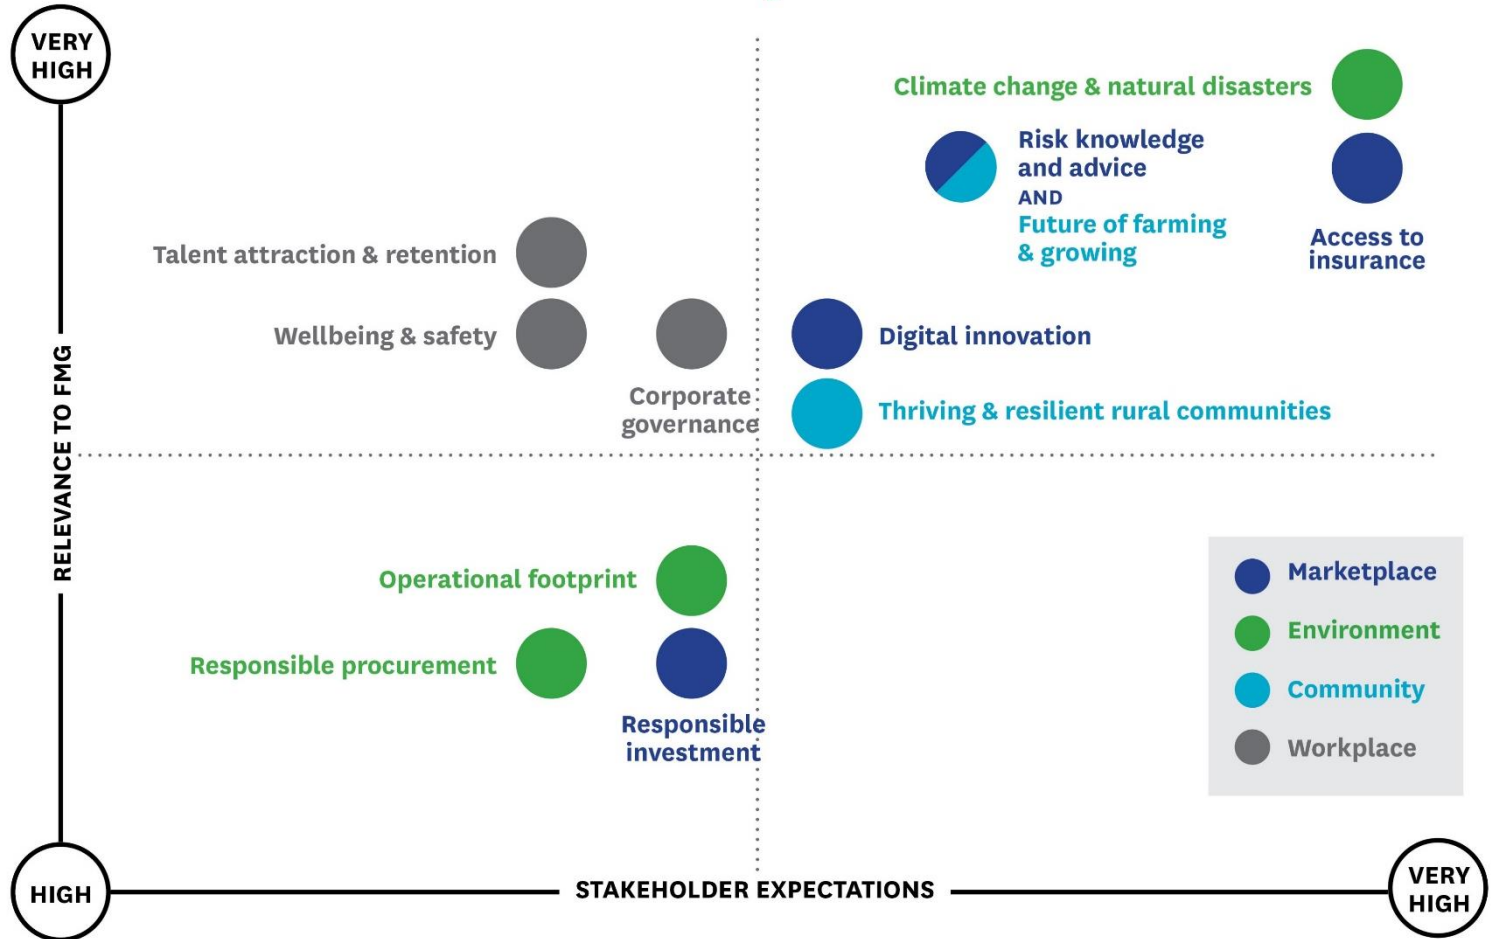 VERY
HIGH
Climate change & natural disasters
Risk knowledge
and advice
AND
Future of farming
& growing
Access to
insurance
Talent attraction & retention
Wellbeing & safety
Corporate
governance
Digital innovation
Thriving & resilient rural communities
RELEVANCE TO FMG
Operational footprint
Responsible procurement
Responsible
investment
Marketplace
Environment
Community
Workplace
HIGH
STAKEHOLDER EXPECTATIONS
VERY
HIGH